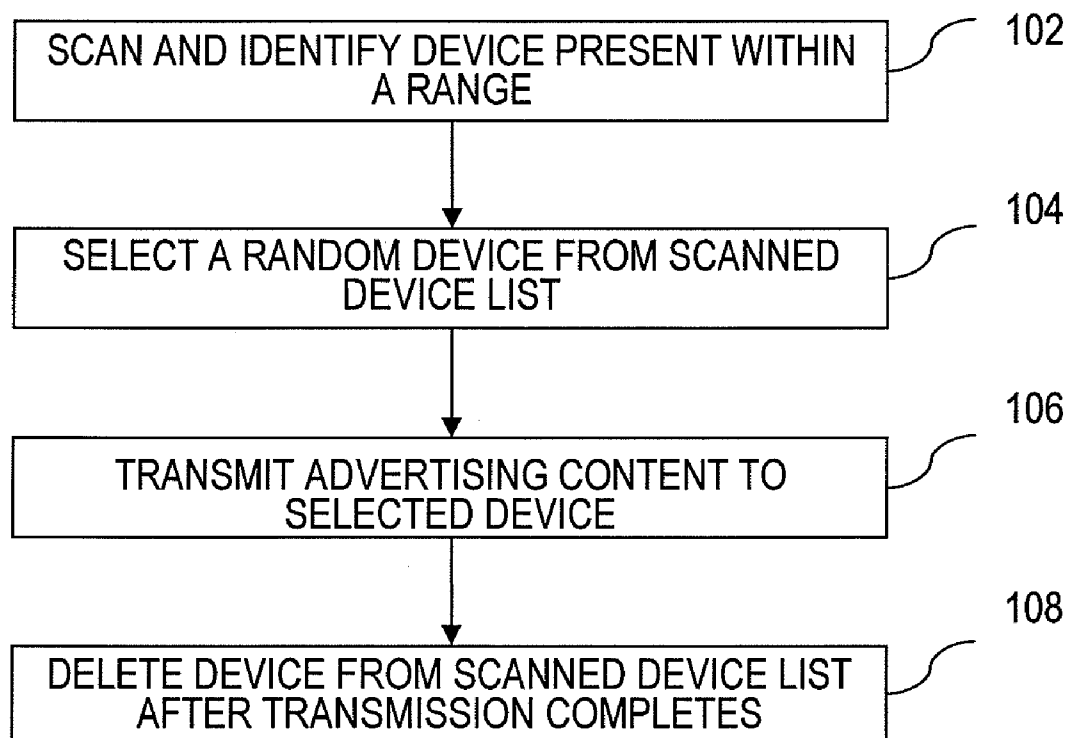 SCAN AND IDENTIFY DEVICE PRESENT WITHIN
A RANGE
102
SELECT A RANDOM DEVICE FROM SCANNED
DEVICE LIST
104
TRANSMIT ADVERTISING CONTENT TO
SELECTED DEVICE
106
DELETE DEVICE FROM SCANNED DEVICE LIST
AFTER TRANSMISSION COMPLETES
108